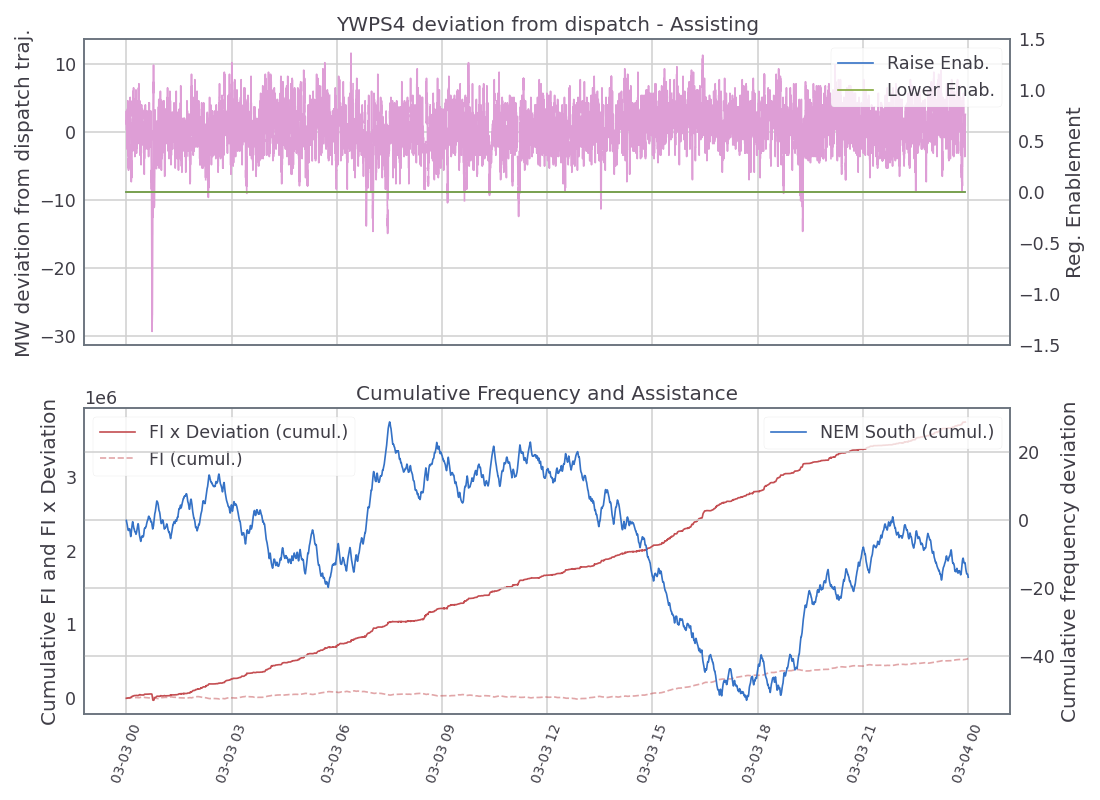 YWPS4 deviation from dispatch - Assisting
MW deviation from dispatch traj.
10
0
−10
−20
−30
Raise Enab.
Lower Enab.
1.5
1.0
0.5
0.0
−0.5
−1.0
−1.5
Reg. Enablement
Cumulative Frequency and Assistance
1e6
Cumulative FI and FI x Deviation
3
2
1
0
FI x Deviation (cumul.)
FI (cumul.)
NEM South (cumul.)
20
0
−20
−40
Cumulative frequency deviation
03-03 00
03-03 03
03-03 06
03-03 09
03-03 12
03-03 15
03-03 18
03-03 21
03-04 00